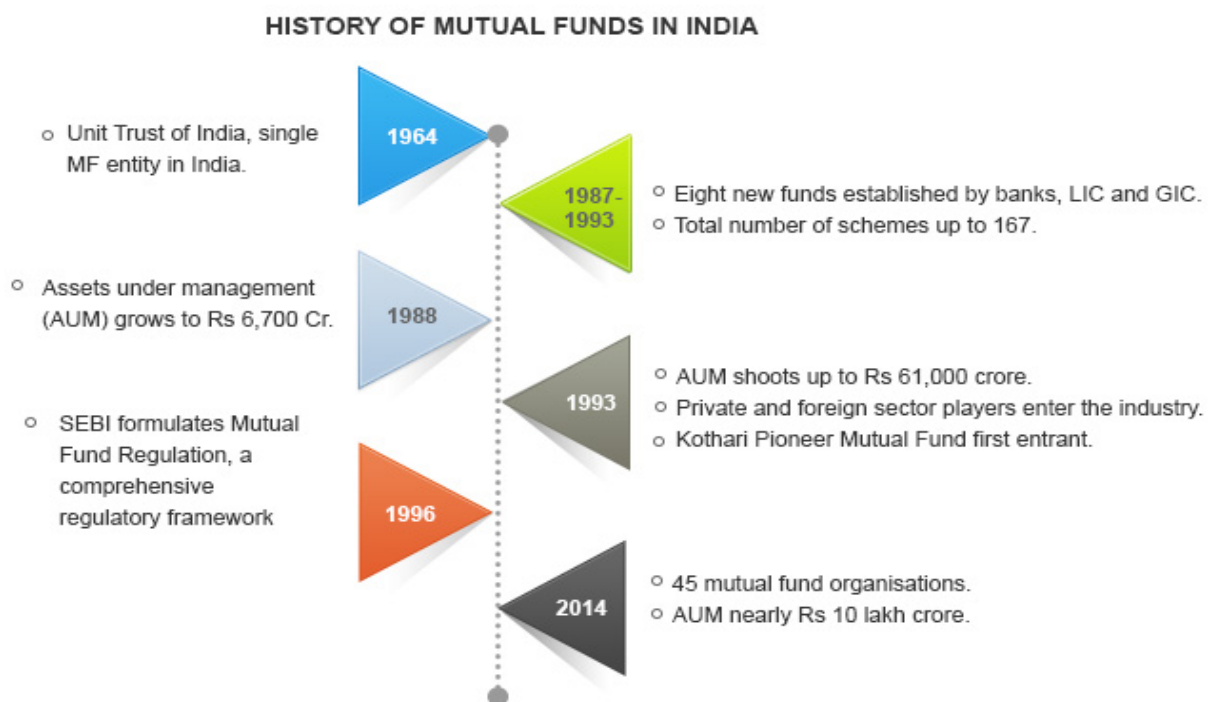 HISTORY OF MUTUAL FUNDS IN INDIA
1964
Unit Trust of India, single
MF entity in India.
1987-
1993
Eight new funds established by banks, LIC and GIC.
Total number of schemes up to 167.
1988
Assets under management
(AUM) grows to Rs 6,700 Cr.
1993
AUM shoots up to Rs 61,000 crore.
Private and foreign sector players enter the industry.
Kothari Pioneer Mutual Fund first entrant.
1996
SEBI formulates Mutual
Fund Regulation, a
comprehensive
regulatory framework
2014
45 mutual fund organisations.
AUM nearly Rs 10 lakh crore.